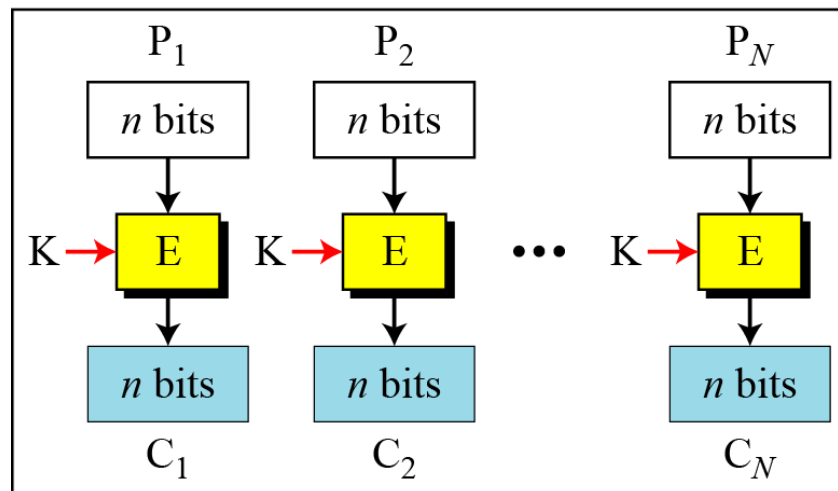 P1 P2 PN
n bits n bits n bits
K E K E ••• K E
n bits n bits n bits
C1 C2 CN